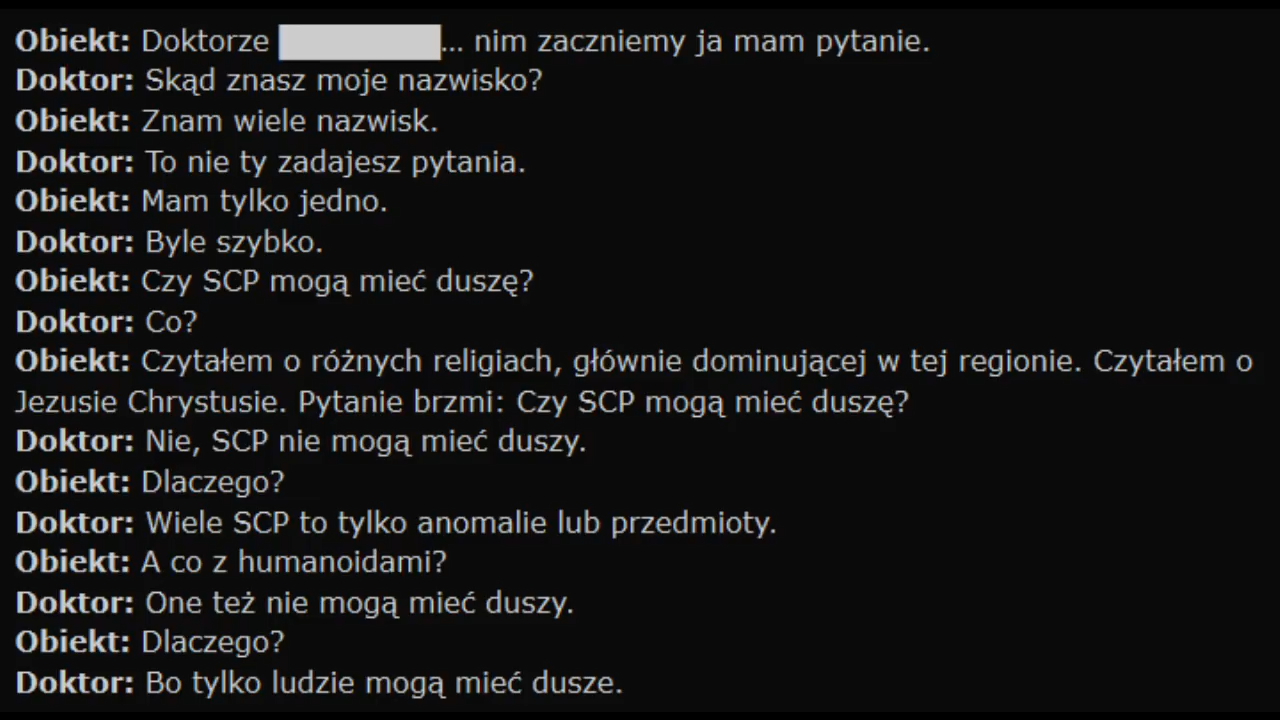 Obiekt: Doktorze ... nim zaczniemy ja mam pytanie.
Doktor: Skąd znasz moje nazwisko?
Obiekt: Znam wiele nazwisk.
Doktor: To nie ty zadajesz pytania.
Obiekt: Mam tylko jedno.
Doktor: Byle szybko.
Obiekt: Czy SCP mogą mieć duszę?
Doktor: Co?
Obiekt: Czytałem o różnych religiach, głównie dominującej w tej regionie. Czytałem o
Jezusie Chrystusie. Pytanie brzmi: Czy SCP mogą mieć duszę?
Doktor: Nie, SCP nie mogą mieć duszy.
Obiekt: Dlaczego?
Doktor: Wiele SCP to tylko anomalie lub przedmioty.
Obiekt: A co z humanoidami?
Doktor: One też nie mogą mieć duszy.
Obiekt: Dlaczego?
Doktor: Bo tylko ludzie mogą mieć dusze.